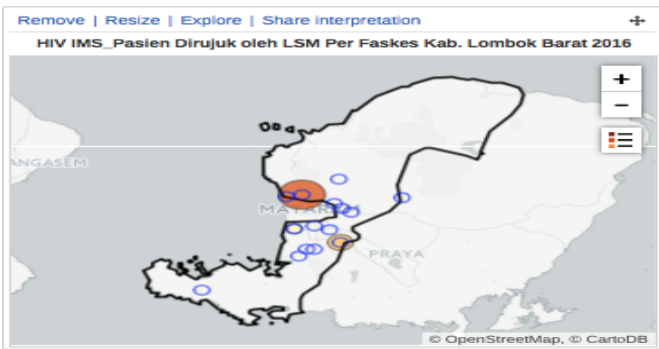 Remove | Resize | Explore | Share interpretation
HIV IMS_Pasien Dirujuk oleh LSM Per Faskes Kab. Lombok Barat 2016
+
−
ANGASEM
MATARAM
PRAYA
© OpenStreetMap, © CartoDB